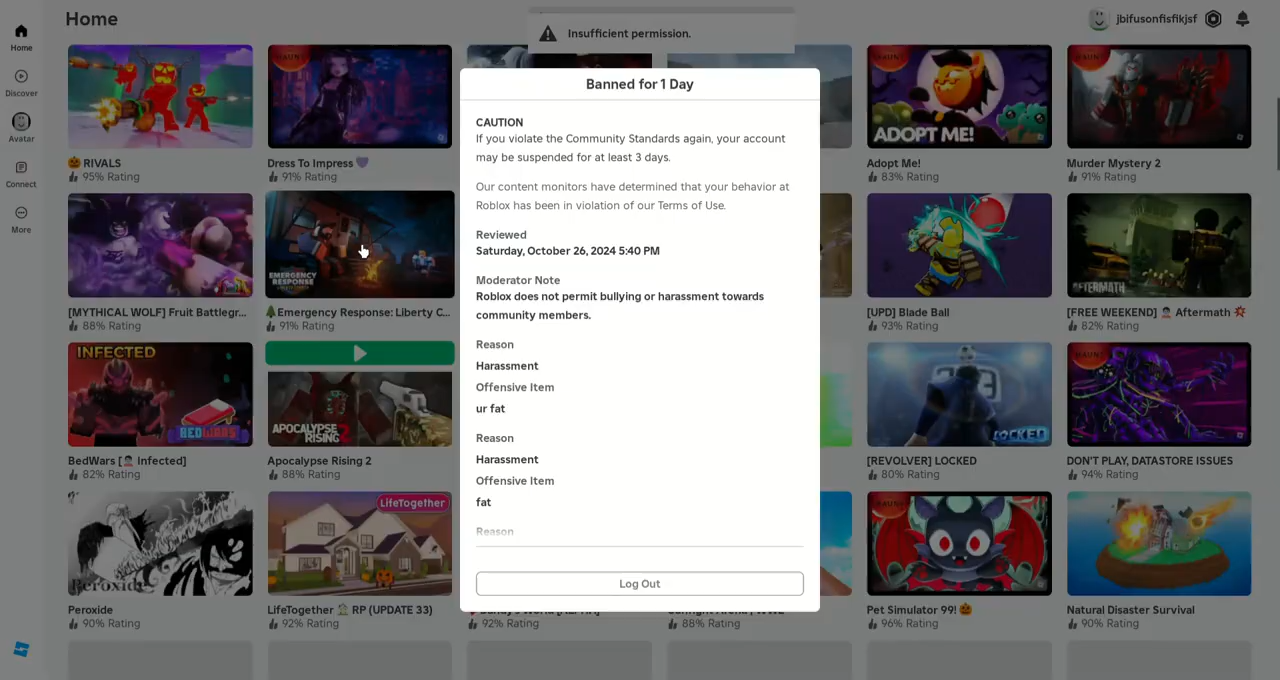 Home
jbifusonfisfikjsf
Insufficient permission.
Home
Discover
Avatar
Connect
More
Banned for 1 Day
CAUTION
If you violate the Community Standards again, your account
may be suspended for at least 3 days.
Our content monitors have determined that your behavior at
Roblox has been in violation of our Terms of Use.
Reviewed
Saturday, October 26, 2024 5:40 PM
Moderator Note
Roblox does not permit bullying or harassment towards
community members.
Reason
Harassment
Offensive Item
ur fat
Reason
Harassment
Offensive Item
fat
Reason
Log Out
ADOPT ME!
RIVALS
95% Rating
Dress To Impress
91% Rating
Adopt Me!
83% Rating
Murder Mystery 2
91% Rating
EMERGENCY
RESPONSE
AFTERMATH
[MYTHICAL WOLF] Fruit Battlegr...
88% Rating
Emergency Response: Liberty C...
91% Rating
[UPD] Blade Ball
93% Rating
[FREE WEEKEND] Aftermath
82% Rating
INFECTED
BEDWARS
APOCALYPSE
RISING 2
LOCKED
BedWars [ Infected]
82% Rating
Apocalypse Rising 2
88% Rating
[REVOLVER] LOCKED
80% Rating
DON'T PLAY, DATASTORE ISSUES
94% Rating
Peroxide
LifeTogether
Peroxide
90% Rating
LifeTogether RP (UPDATE 33)
92% Rating
92% Rating
88% Rating
Pet Simulator 99!
96% Rating
Natural Disaster Survival
90% Rating